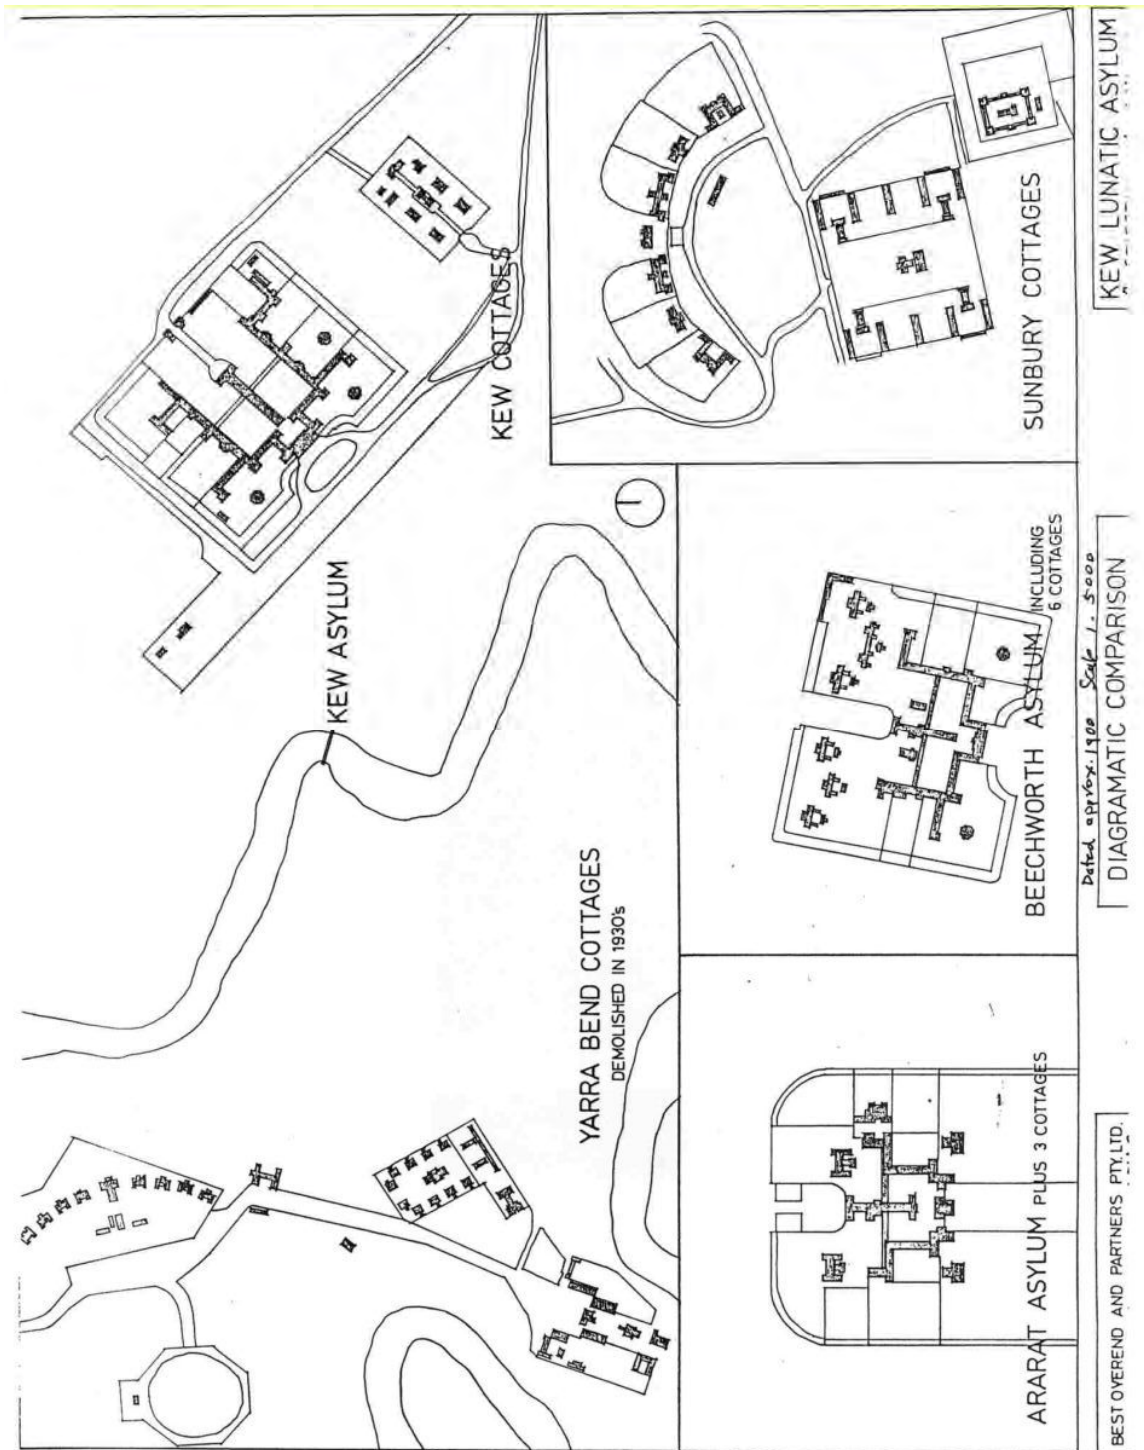 KEW ASYLUM
KEW COTTAGES
YARRA BEND COTTAGES
DEMOLISHED IN 1930's
SUNBURY COTTAGES
BEECHWORTH ASYLUM INCLUDING
6 COTTAGES
ARARAT ASYLUM PLUS 3 COTTAGES
BEST OVEREND AND PARTNERS PTY. LTD.
Dated approx. 1900 Scale 1. 5000
DIAGRAMATIC COMPARISON
KEW LUNATIC ASYLUM